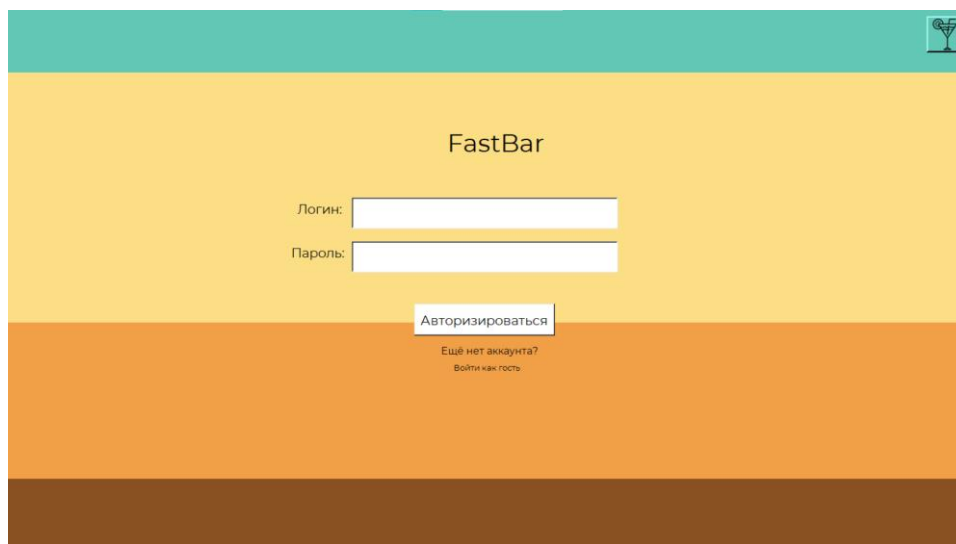 FastBar
Логин:
Пароль:
Авторизироваться
Ещё нет аккаунта?
Войти как гость